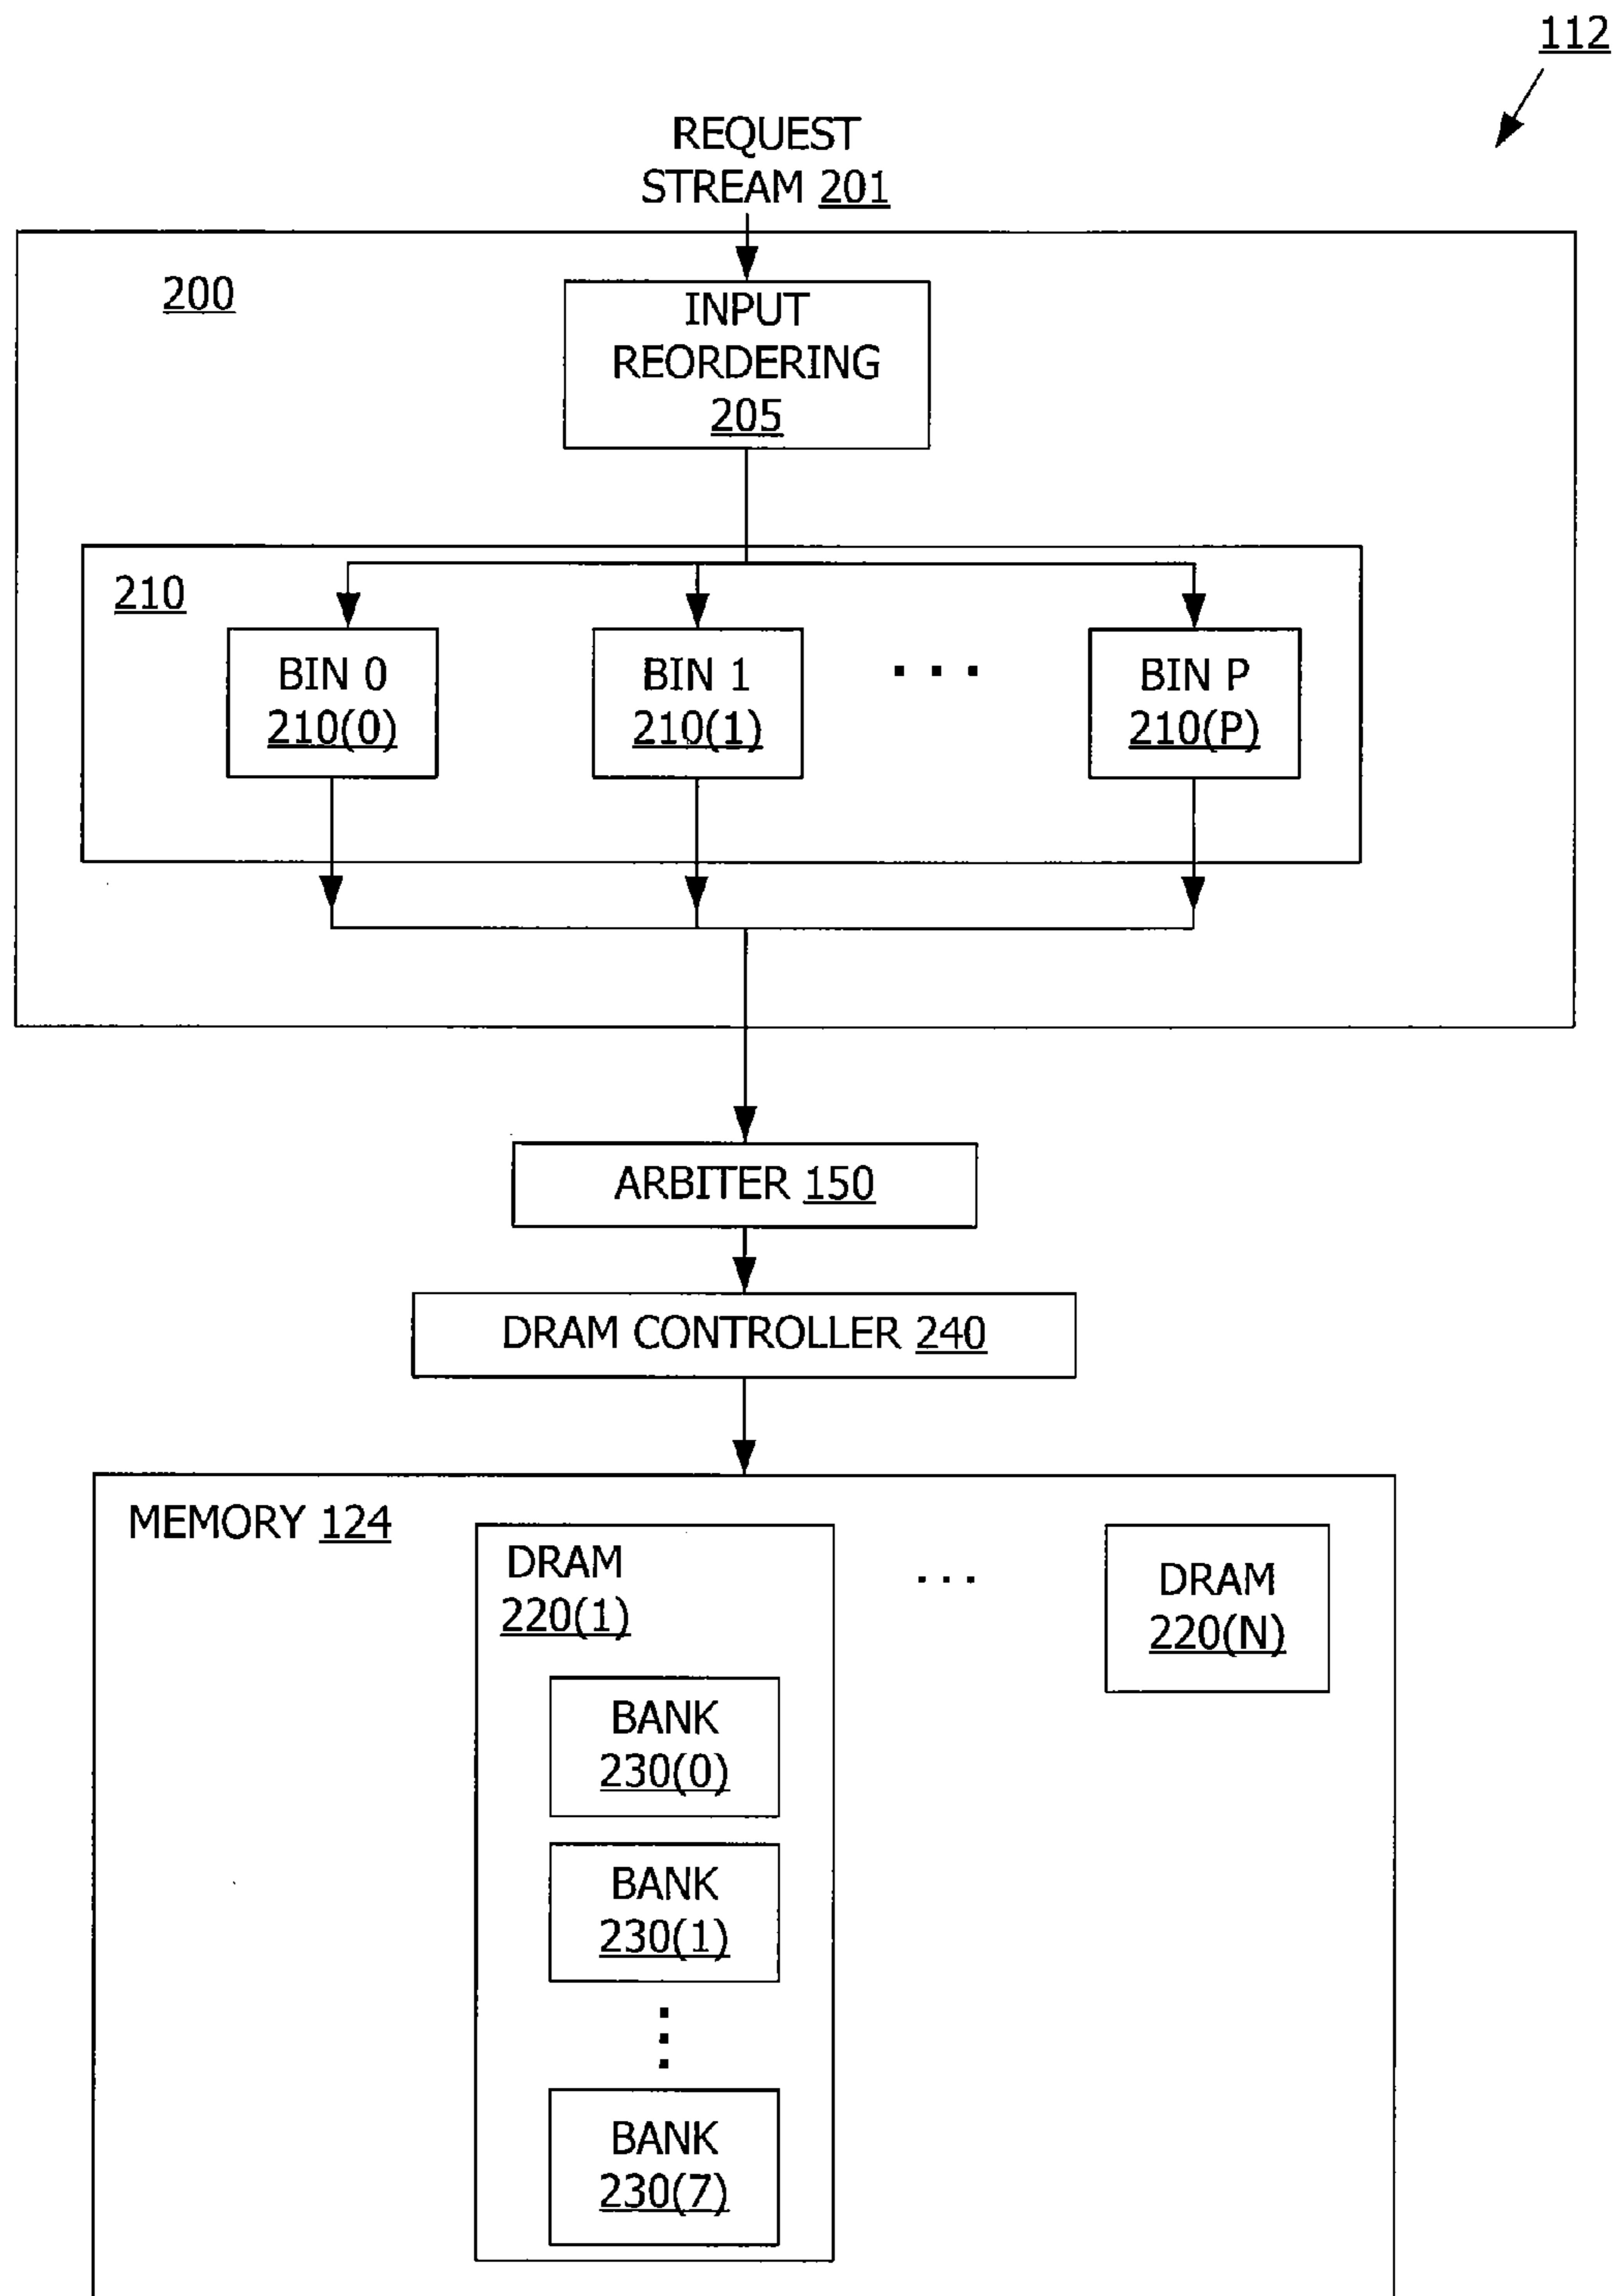 112
REQUEST
STREAM 201
200
INPUT
REORDERING
205
210
BIN 0
210(0)
BIN 1
210(1)
. . .
BIN P
210(P)
ARBITER 150
DRAM CONTROLLER 240
MEMORY 124
DRAM
220(1)
. . .
DRAM
220(N)
BANK
230(0)
BANK
230(1)
BANK
230(7)